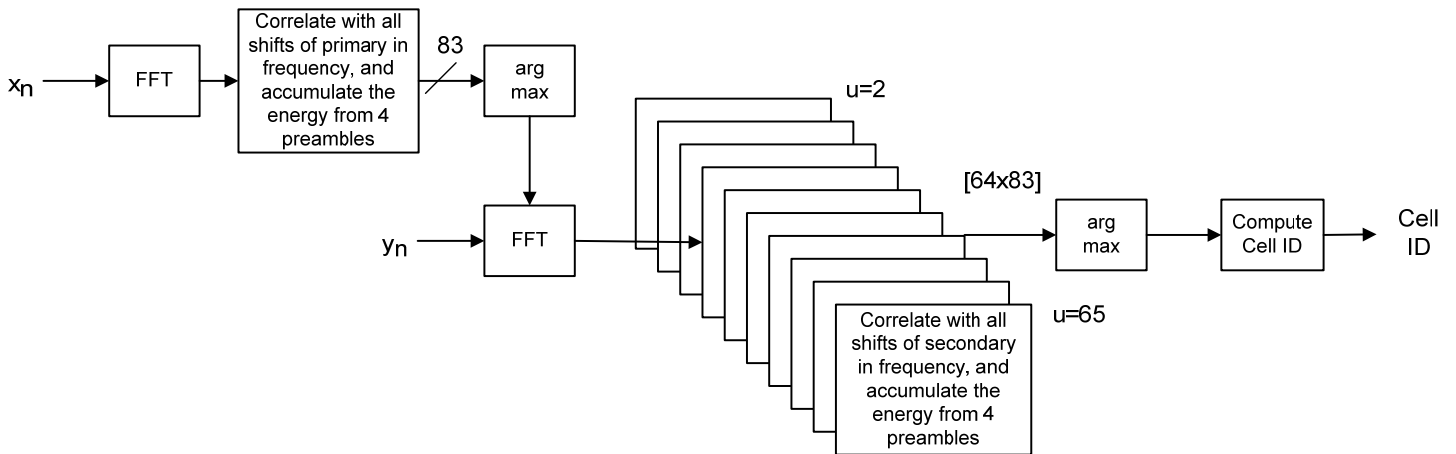 xn
FFT
Correlate with all
shifts of primary in
frequency, and
accumulate the
energy from 4
preambles
83
arg
max
yn
FFT
u=2
Correlate with all
shifts of secondary
in frequency, and
accumulate the
energy from 4
preambles
u=65
[64x83]
arg
max
Compute
Cell ID
Cell
ID